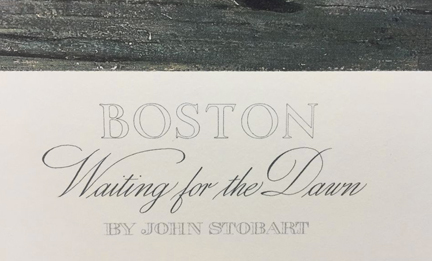 BOSTON
Waiting for the Dawn
BY JOHN STOBART